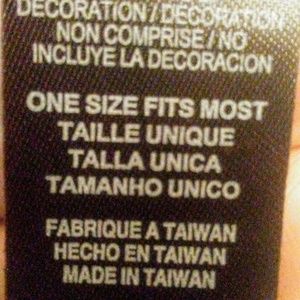 DECORATION / DECORATION
NON COMPRISE / NO
INCLUYE LA DECORACION
ONE SIZE FITS MOST
TAILLE UNIQUE
TALLA UNICA
TAMANHO UNICO
FABRIQUE A TAIWAN
HECHO EN TAIWAN
MADE IN TAIWAN